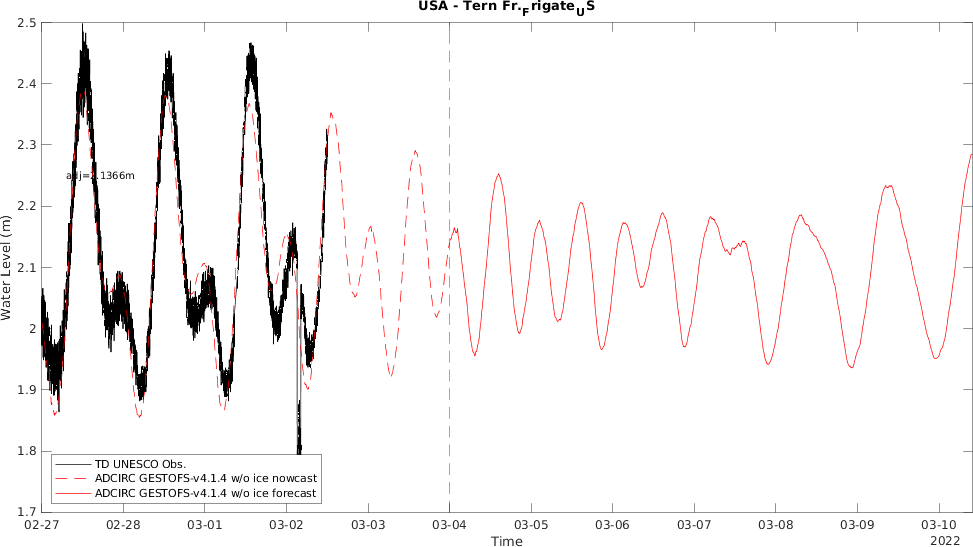 USA - Tern Fr.FrigateUS
2.5
2.4
2.3
2.2
2.1
2
1.9
1.8
1.7
Water Level (m)
adj=2.1366m
TD UNESCO Obs.
ADCIRC GESTOFS-v4.1.4 w/o ice nowcast
ADCIRC GESTOFS-v4.1.4 w/o ice forecast
02-27 02-28 03-01 03-02 03-03 03-04 03-05 03-06 03-07 03-08 03-09 03-10
Time
2022